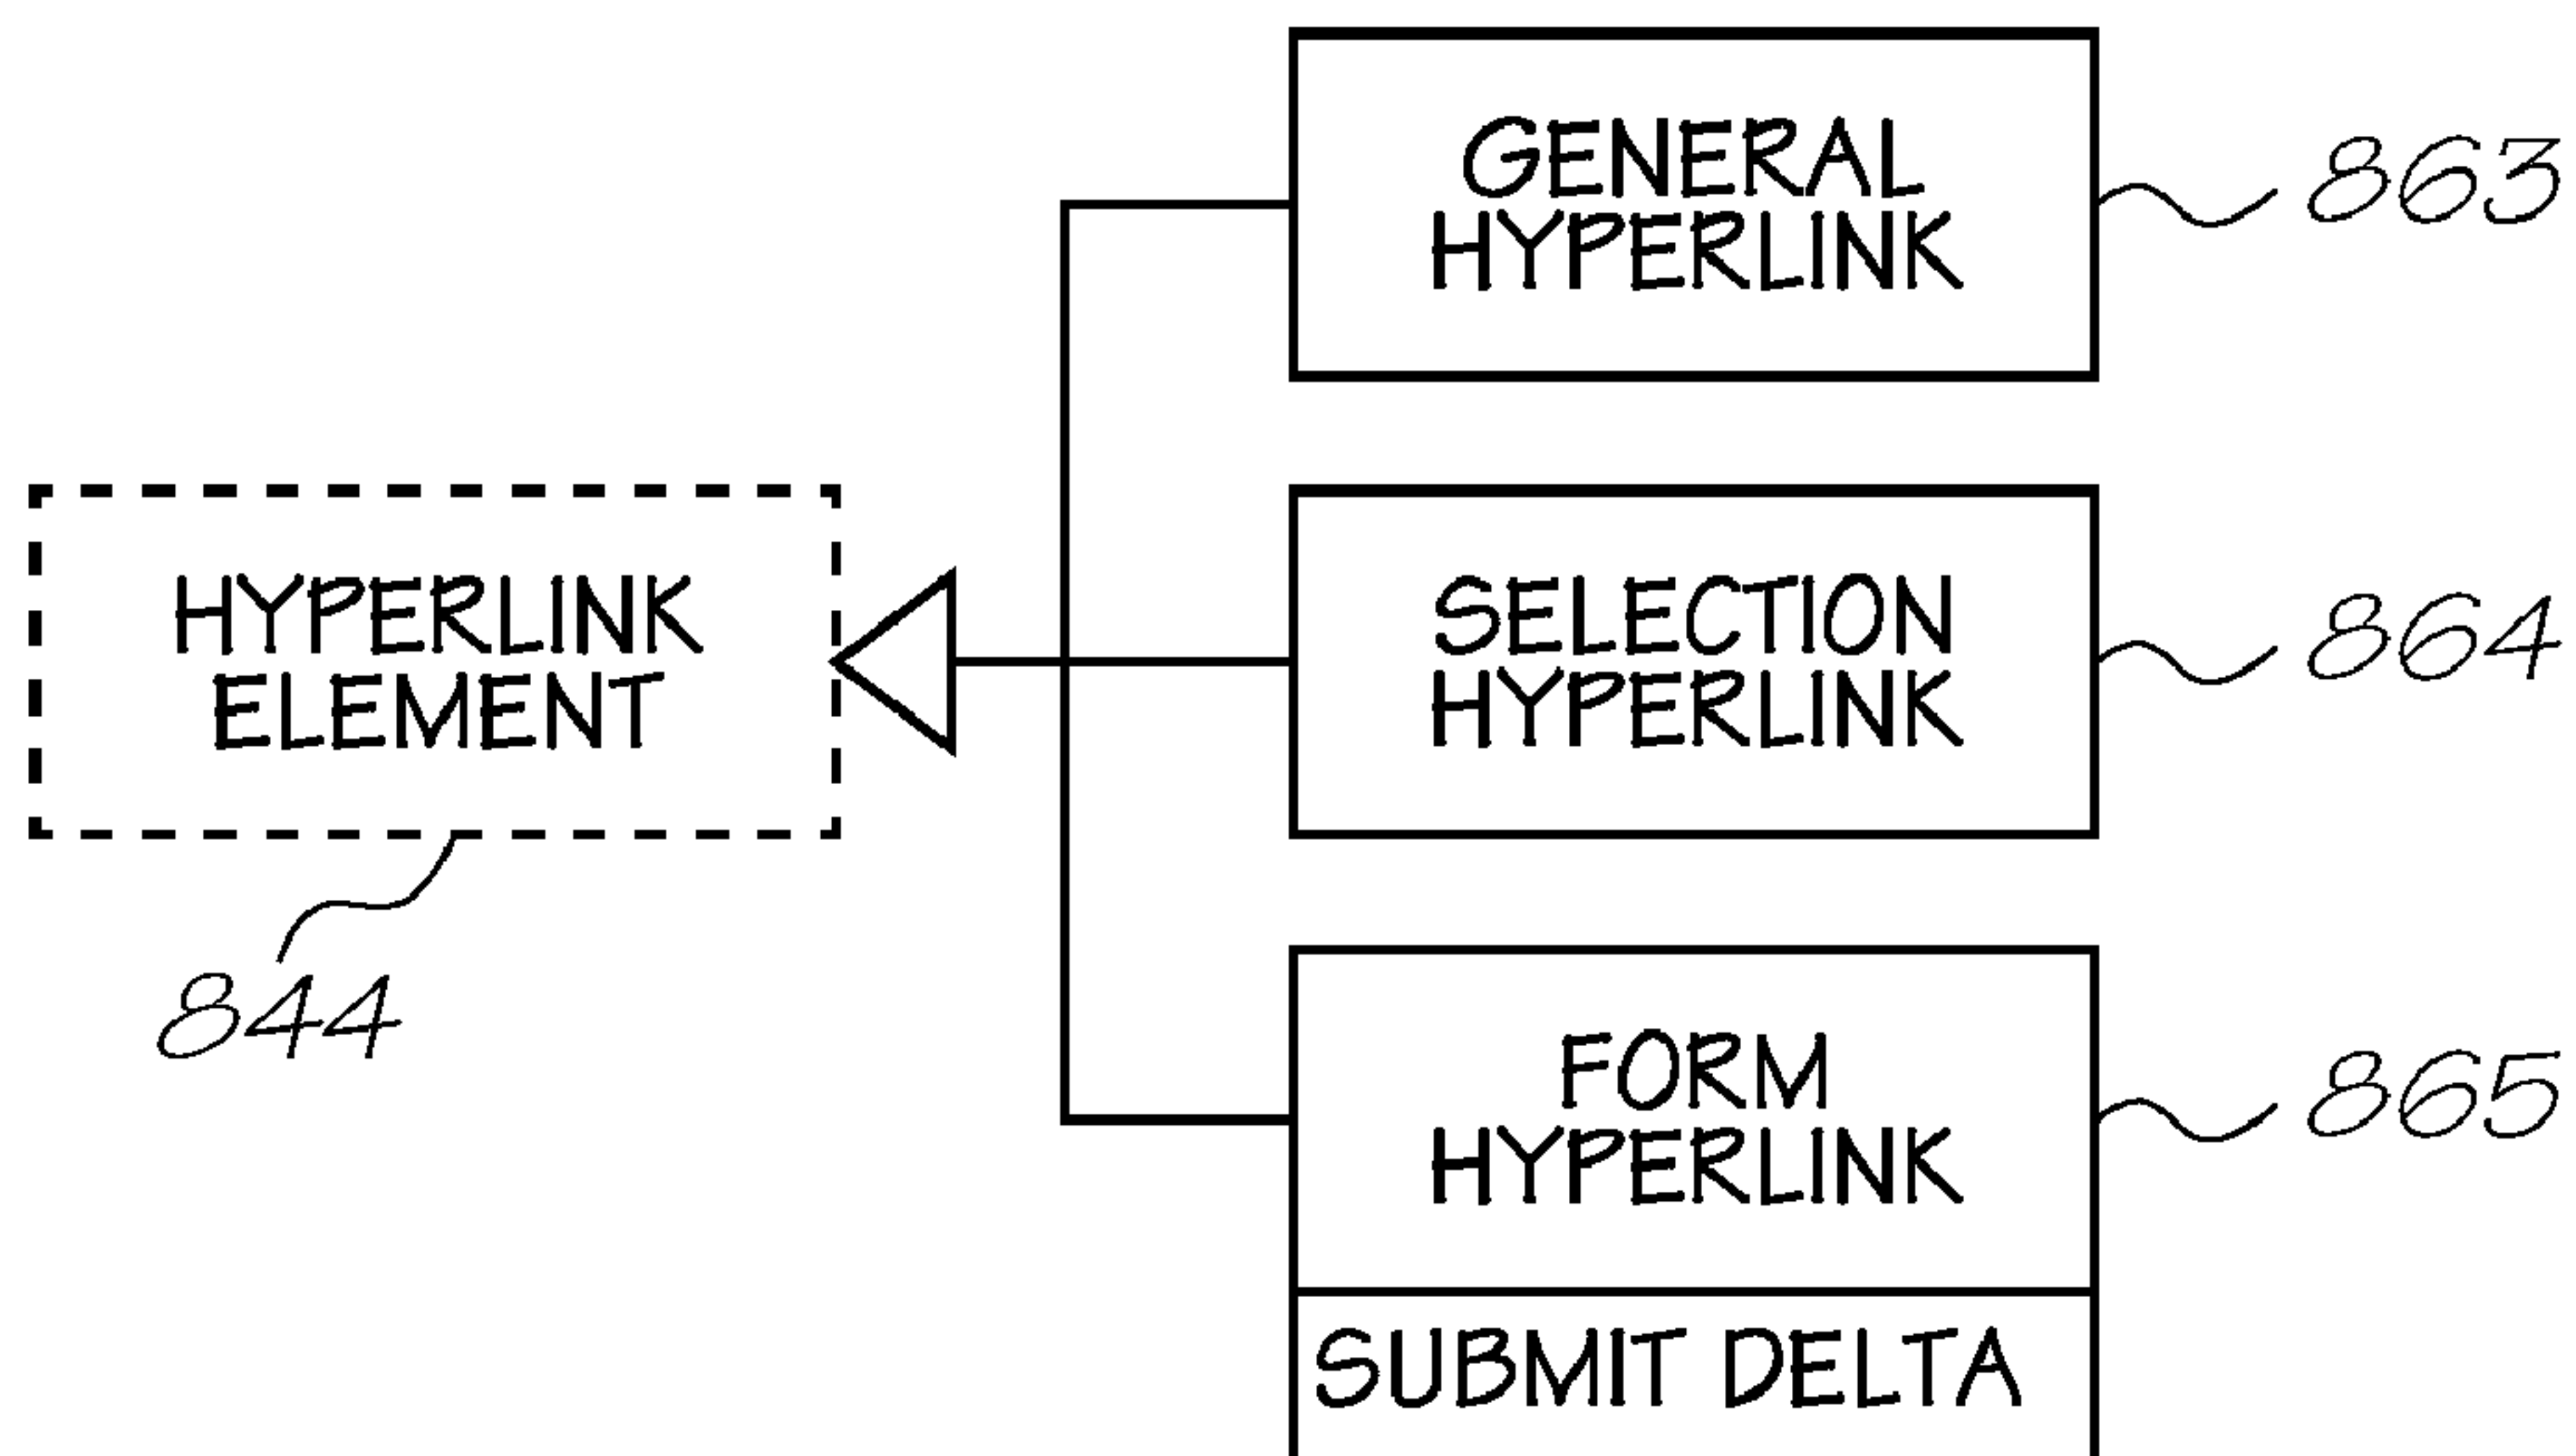 GENERAL
HYPERLINK
863
HYPERLINK
ELEMENT
844
SELECTION
HYPERLINK
864
FORM
HYPERLINK
865
SUBMIT DELTA